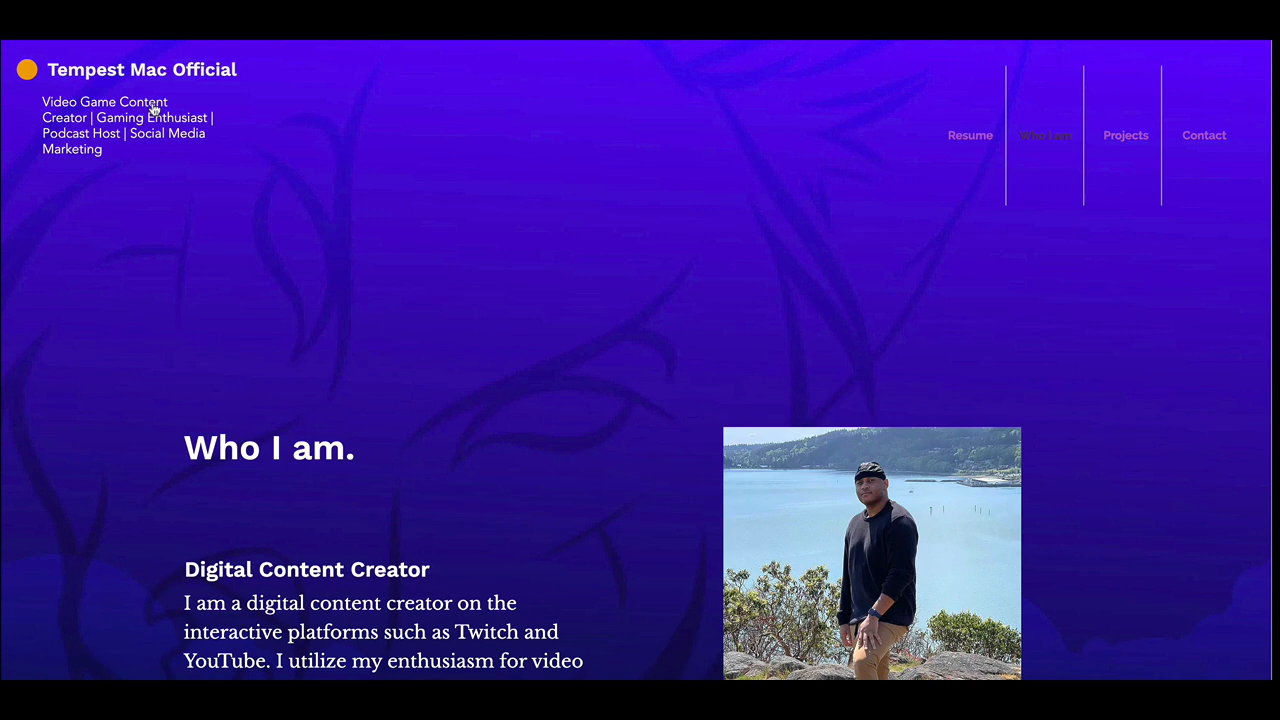 Tempest Mac Official
Video Game Content
Creator | Gaming Enthusiast |
Podcast Host | Social Media
Marketing
Resume
Who I am
Projects
Contact
Who I am.
Digital Content Creator
I am a digital content creator on the
interactive platforms such as Twitch and
YouTube. I utilize my enthusiasm for video